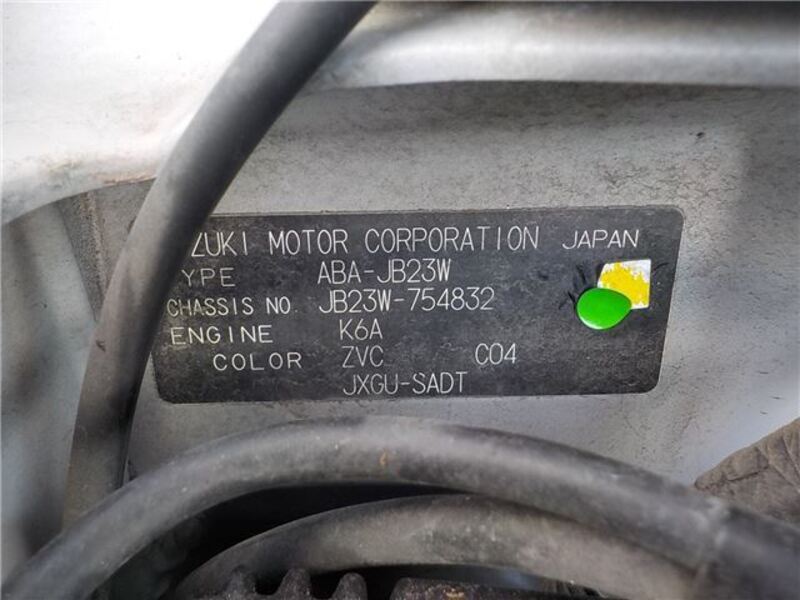 ZUKI MOTOR CORPORATION JAPAN
YPE ABA-JB23W
CHASSIS NO. JB23W-754832
ENGINE K6A
COLOR ZVC C04
JXGU-SADT